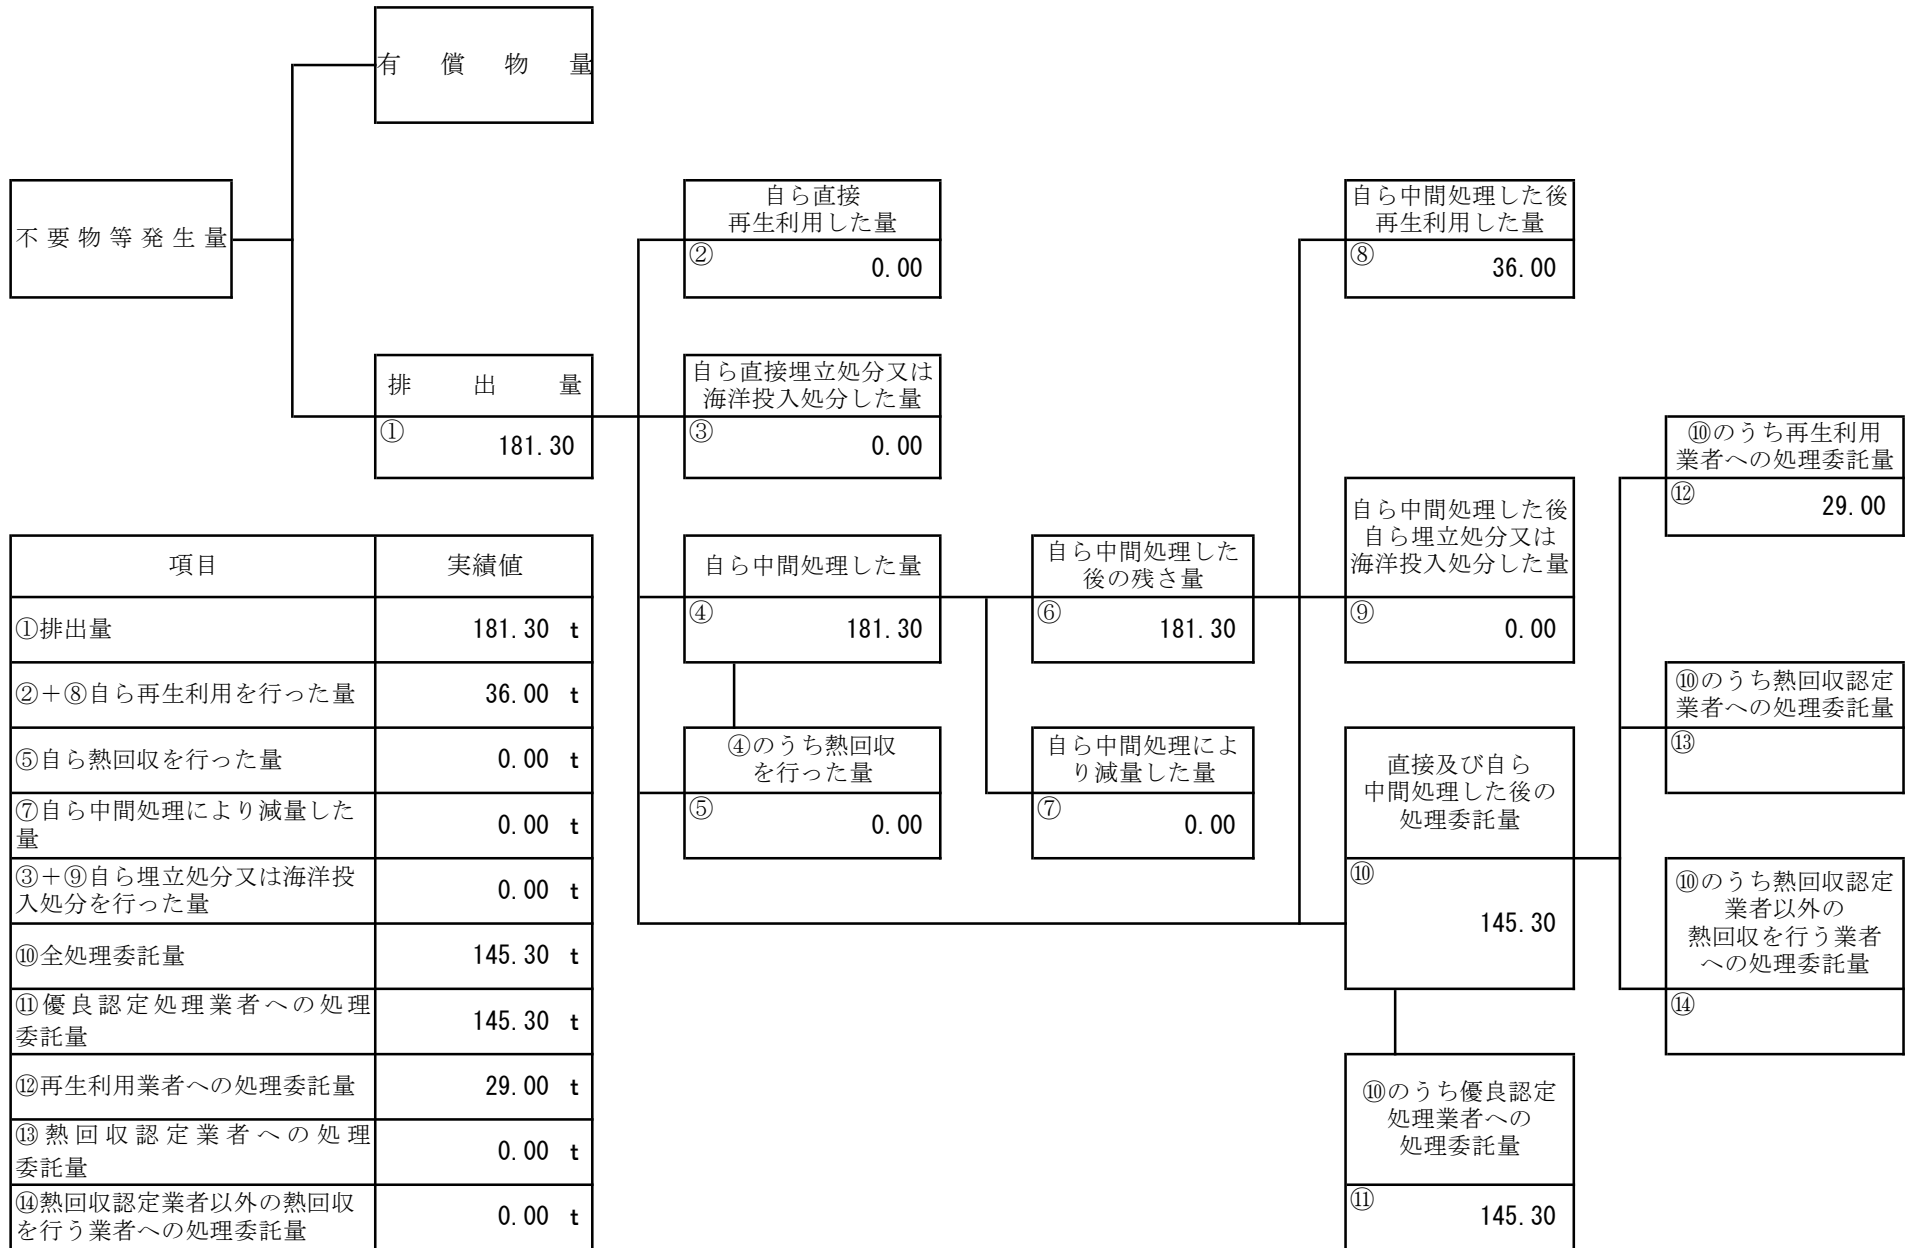 有償物量
不要物等発生量
自ら直接
再生利用した量
②
0.00
自ら中間処理した後
再生利用した量
⑧
36.00
排出量
①
181.30
自ら直接埋立処分又は
海洋投入処分した量
③
0.00
⑩のうち再生利用
業者への処理委託量
⑫
29.00
自ら中間処理した量
④
181.30
自ら中間処理した
後の残さ量
⑥
181.30
自ら中間処理した後
自ら埋立処分又は
海洋投入処分した量
⑨
0.00
⑩のうち熱回収認定
業者への処理委託量
⑬
④のうち熱回収
を行った量
⑤
0.00
自ら中間処理によ
り減量した量
⑦
0.00
直接及び自ら
中間処理した後の
処理委託量
⑩
145.30
⑩のうち熱回収認定
業者以外の
熱回収を行う業者
への処理委託量
⑭
⑩のうち優良認定
処理業者への
処理委託量
⑪
145.30
項目 実績値
①排出量 181.30 t
②+⑧自ら再生利用を行った量 36.00 t
⑤自ら熱回収を行った量 0.00 t
⑦自ら中間処理により減量した
量 0.00 t
③+⑨自ら埋立処分又は海洋投
入処分を行った量 0.00 t
⑩全処理委託量 145.30 t
⑪優良認定処理業者への処理
委託量 145.30 t
⑫再生利用業者への処理委託量 29.00 t
⑬熱回収認定業者への処理
委託量 0.00 t
⑭熱回収認定業者以外の熱回収
を行う業者への処理委託量 0.00 t